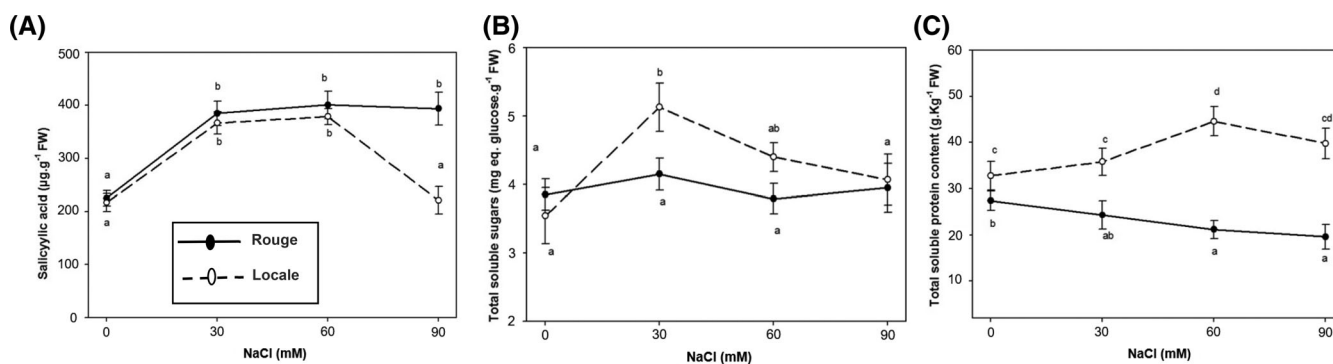 (A)
Salicyylic acid (µg.g⁻¹ FW)
500
400
300
200
100
0
a
a
b
b
b
b
b
a
Rouge
Locale
0
30
60
90
NaCl (mM)
(B)
Total soluble sugars (mg eq. glucose.g⁻¹ FW)
6
5
4
3
2
a
a
b
a
ab
a
a
0
30
60
90
NaCl (mM)
(C)
Total soluble protein content (g.Kg⁻¹ FW)
60
50
40
30
20
10
c
b
c
ab
d
a
cd
a
0
30
60
90
NaCl (mM)